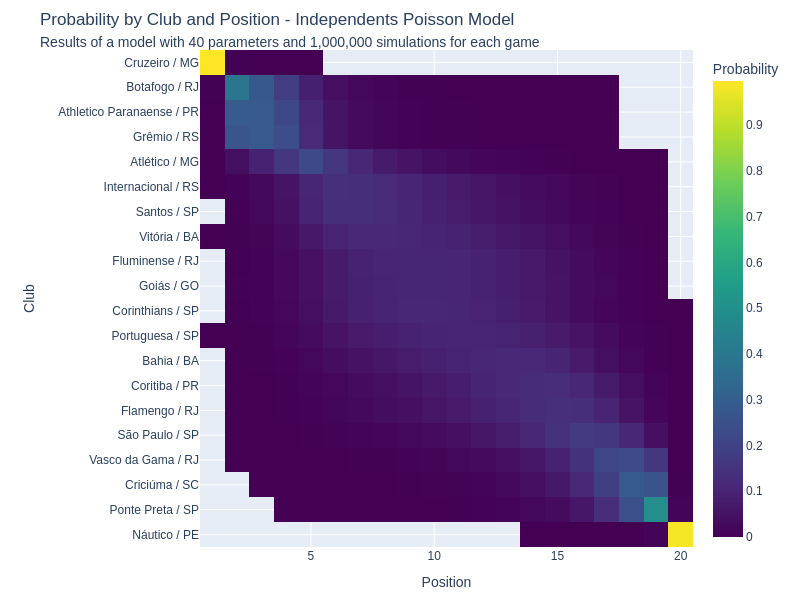 Probability by Club and Position - Independents Poisson Model
Results of a model with 40 parameters and 1,000,000 simulations for each game
Probability
Cruzeiro / MG
Botafogo / RJ
Athletico Paranaense / PR
Grêmio / RS
Atlético / MG
Internacional / RS
Santos / SP
Vitória / BA
Fluminense / RJ
Goiás / GO
Corinthians / SP
Portuguesa / SP
Bahia / BA
Coritiba / PR
Flamengo / RJ
São Paulo / SP
Vasco da Gama / RJ
Criciúma / SC
Ponte Preta / SP
Náutico / PE
Club
5 10 15 20
Position
0.9
0.8
0.7
0.6
0.5
0.4
0.3
0.2
0.1
0